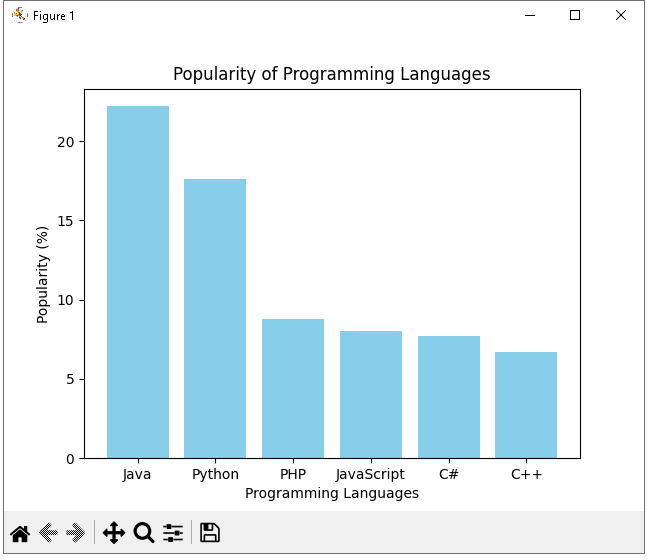 Figure 1
Popularity of Programming Languages
Popularity (%)
20
15
10
5
0
Java Python PHP JavaScript C# C++
Programming Languages